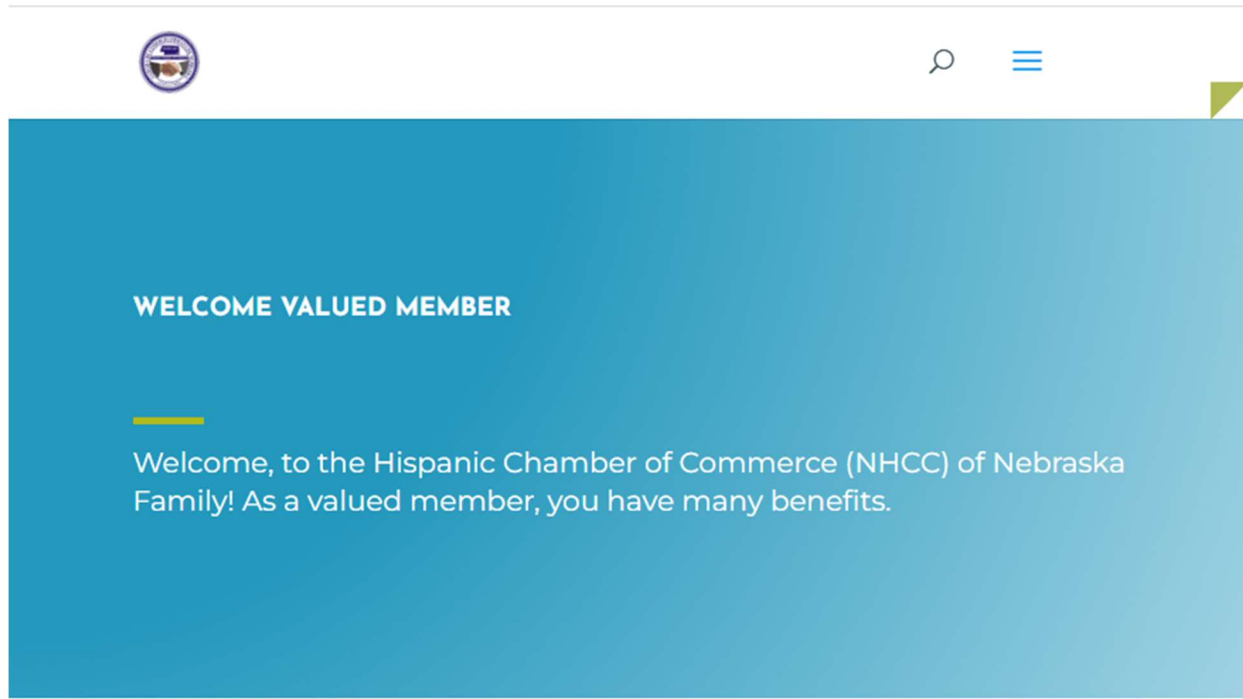 WELCOME VALUED MEMBER
Welcome, to the Hispanic Chamber of Commerce (NHCC) of Nebraska
Family! As a valued member, you have many benefits.